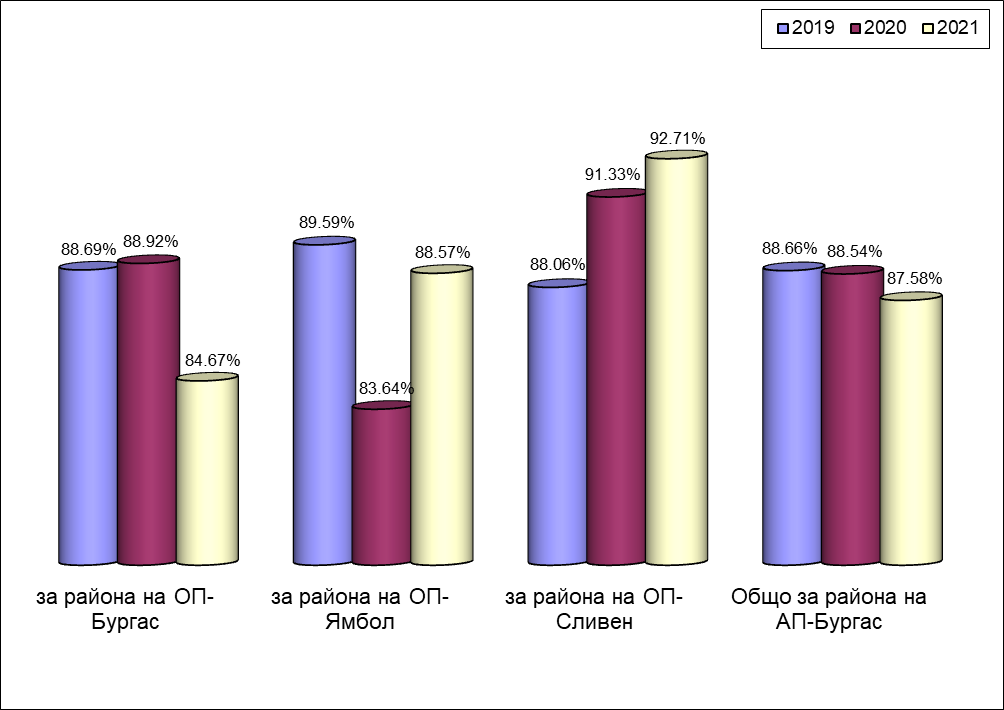 2019 2020 2021
92.71%
91.33%
89.59%
88.69% 88.92% 88.57% 88.06% 88.66% 88.54%
87.58%
84.67%
83.64%
за района на ОП-
Бургас
за района на ОП-
Ямбол
за района на ОП-
Сливен
Общо за района на
АП-Бургас